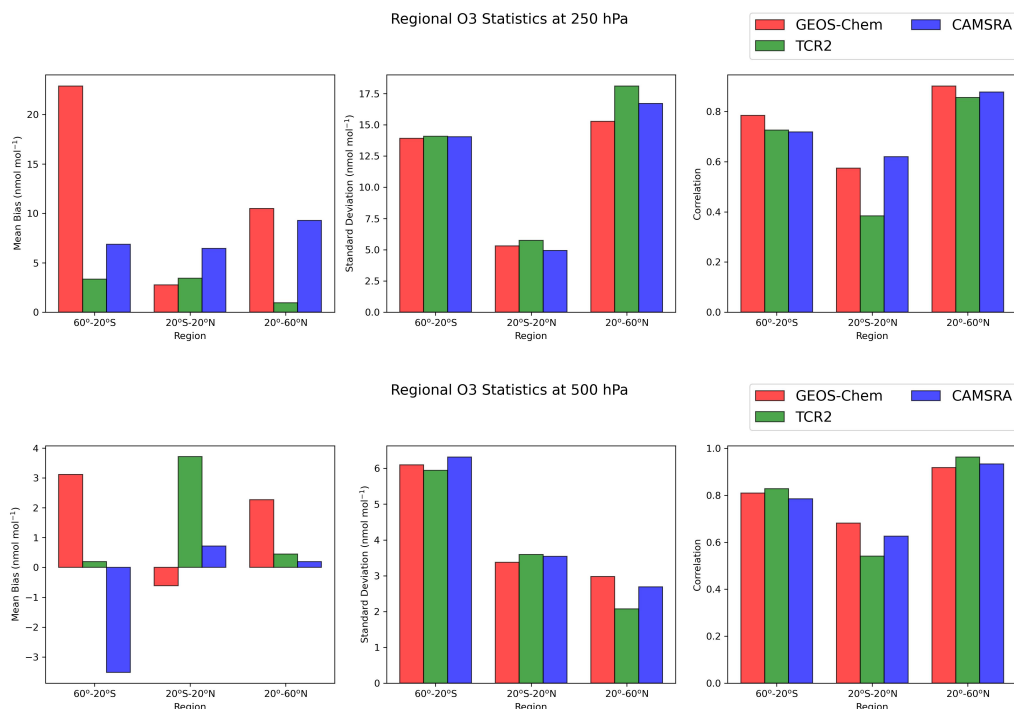 Regional O3 Statistics at 250 hPa
GEOS-Chem
TCR2
CAMSRA
Mean Bias (nmol mol⁻¹)
20
15
10
5
0
60º-20ºS
20ºS-20ºN
20º-60ºN
Region
Standard Deviation (nmol mol⁻¹)
17.5
15.0
12.5
10.0
7.5
5.0
2.5
0.0
60º-20ºS
20ºS-20ºN
20º-60ºN
Region
Correlation
0.8
0.6
0.4
0.2
0.0
60º-20ºS
20ºS-20ºN
20º-60ºN
Region
Regional O3 Statistics at 500 hPa
GEOS-Chem
TCR2
CAMSRA
Mean Bias (nmol mol⁻¹)
4
3
2
1
0
−1
−2
−3
60º-20ºS
20ºS-20ºN
20º-60ºN
Region
Standard Deviation (nmol mol⁻¹)
6
5
4
3
2
1
0
60º-20ºS
20ºS-20ºN
20º-60ºN
Region
Correlation
1.0
0.8
0.6
0.4
0.2
0.0
60º-20ºS
20ºS-20ºN
20º-60ºN
Region